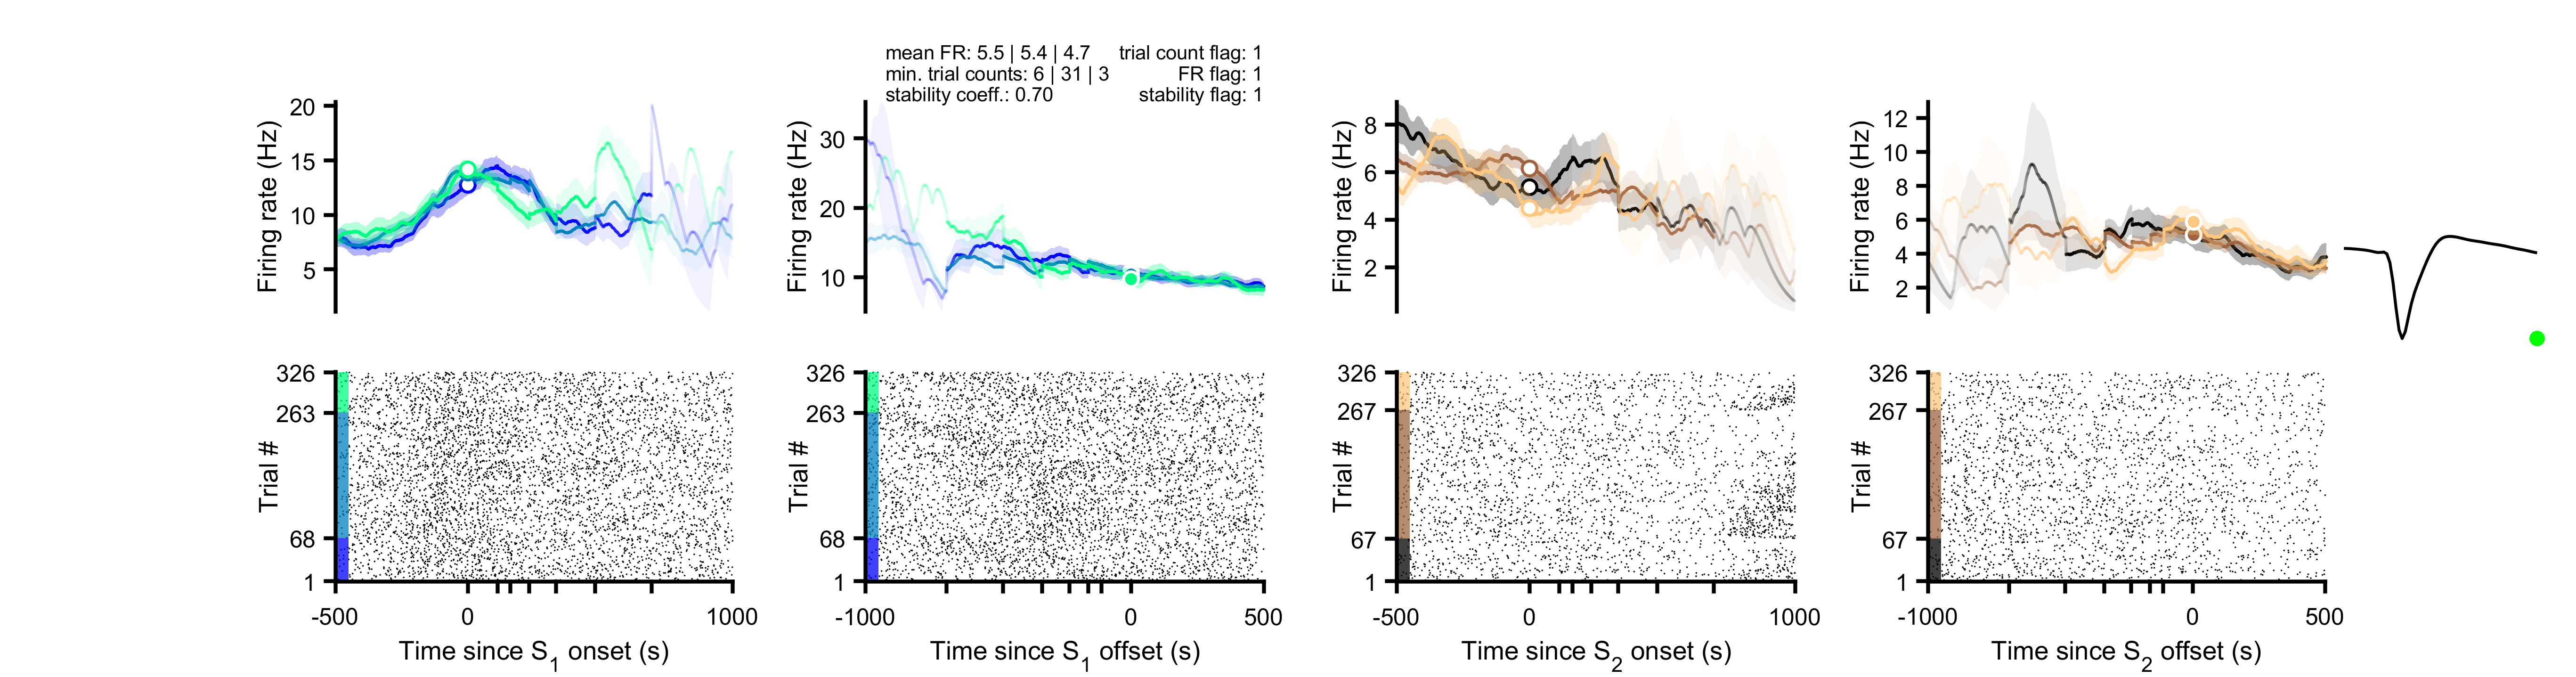 mean FR: 5.5 | 5.4 | 4.7 trial count flag: 1
min. trial counts: 6 | 31 | 3 FR flag: 1
stability coeff.: 0.70 stability flag: 1
Firing rate (Hz)
20
15
10
5
Firing rate (Hz)
30
20
10
Firing rate (Hz)
8
6
4
2
Firing rate (Hz)
12
10
8
6
4
2
Trial #
326
263
68
1
-500 0 1000
Time since S1 onset (s)
Trial #
326
263
68
1
-1000 0 500
Time since S1 offset (s)
Trial #
326
267
67
1
-500 0 1000
Time since S2 onset (s)
Trial #
326
267
67
1
-1000 0 500
Time since S2 offset (s)